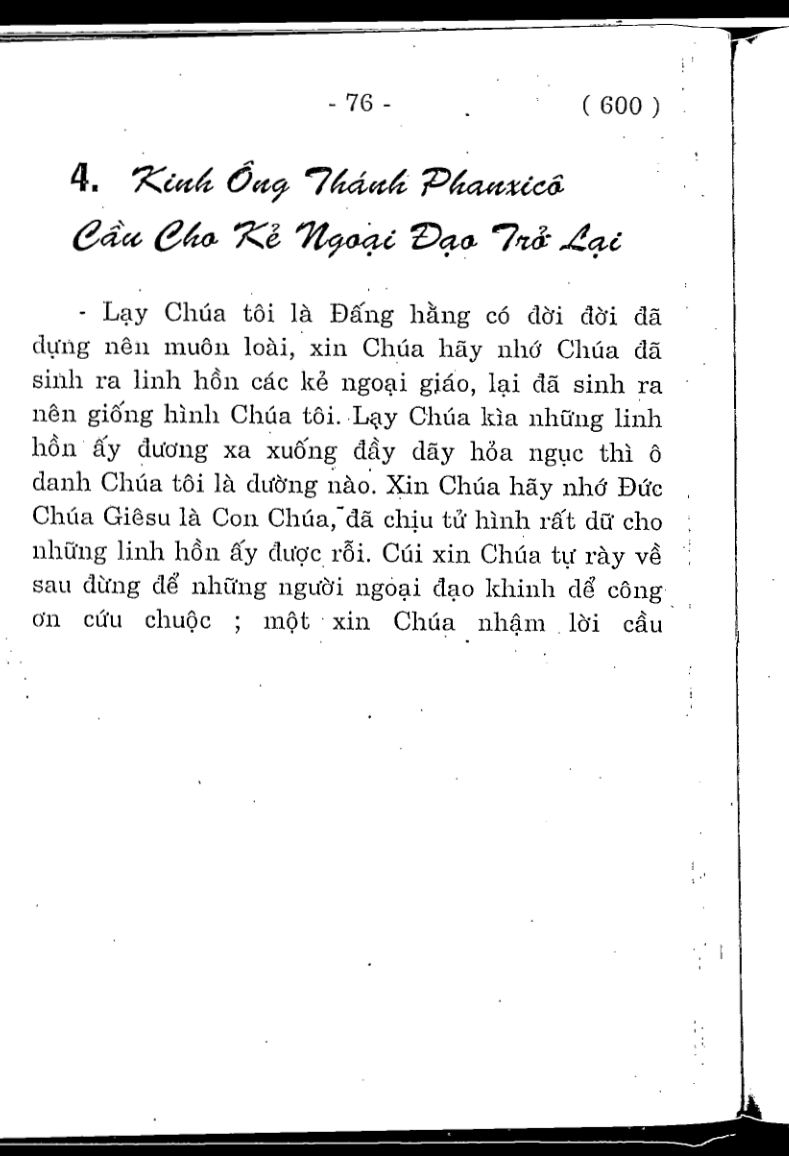 - 76 - ( 600 )
4. Kinh Ông Thánh Phanxicô
Cầu Cho Kẻ Ngoại Đạo Trở Lại
- Lạy Chúa tôi là Đấng hằng có đời đời đã
dựng nên muôn loài, xin Chúa hãy nhớ Chúa đã
sinh ra linh hồn các kẻ ngoại giáo, lại đã sinh ra
nên giống hình Chúa tôi. Lạy Chúa kìa những linh
hồn ấy đương xa xuống đầy dãy hỏa ngục thì ô
danh Chúa tôi là dường nào. Xin Chúa hãy nhớ Đức
Chúa Giêsu là Con Chúa, đã chịu tử hình rất dữ cho
những linh hồn ấy được rỗi. Cúi xin Chúa tự rày về
sau đừng để những người ngoại đạo khinh dể công
ơn cứu chuộc ; một xin Chúa nhậm lời cầu